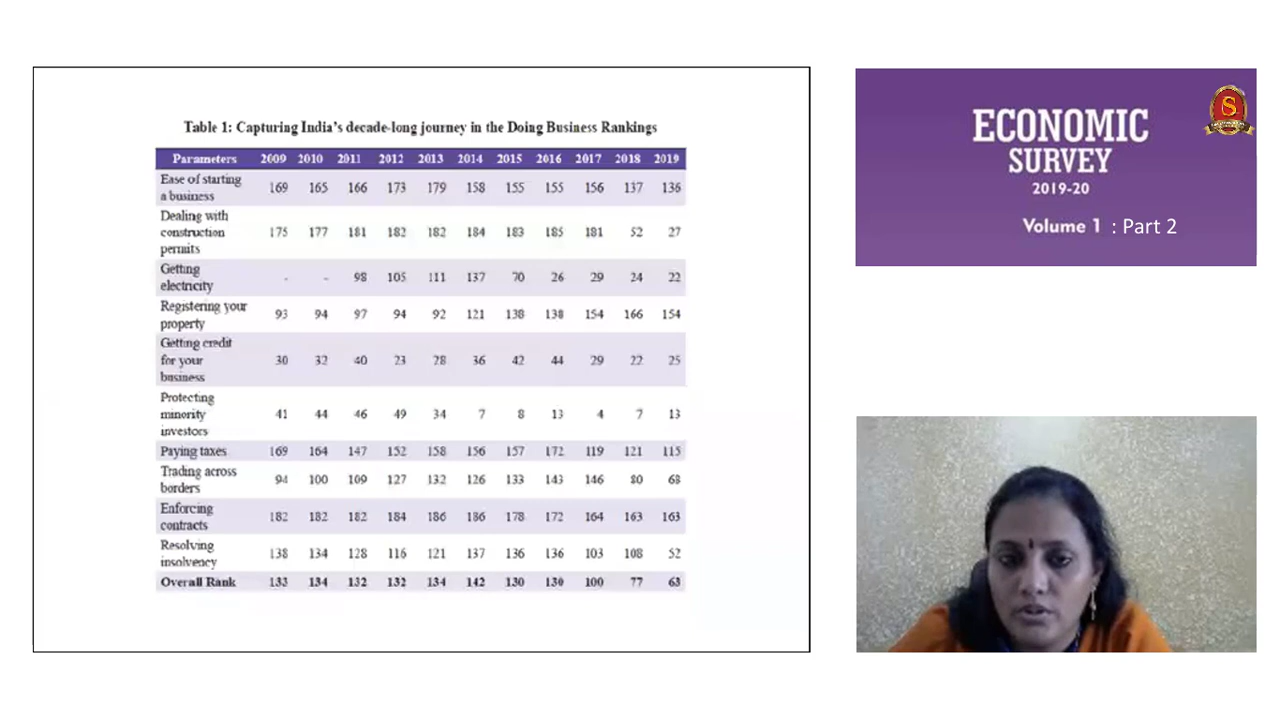 Table 1: Capturing India's decade-long journey in the Doing Business Rankings
Parameters 2009 2010 2011 2012 2013 2014 2015 2016 2017 2018 2019
Ease of starting
a business 169 165 166 173 179 158 155 155 156 137 136
Dealing with
construction 175 177 181 182 182 184 183 185 181 52 27
permits
Getting
electricity - - 98 105 111 137 70 26 29 24 22
Registering your
property 93 94 97 94 92 121 138 138 154 166 154
Getting credit
for your 30 32 40 23 28 36 42 44 29 22 25
business
Protecting
minority 41 44 46 49 34 7 8 13 4 7 13
investors
Paying taxes 169 164 147 152 158 156 157 172 119 121 115
Trading across
borders 94 100 109 127 132 126 133 143 146 80 68
Enforcing
contracts 182 182 182 184 186 186 178 172 164 163 163
Resolving
insolvency 138 134 128 116 121 137 136 136 103 108 52
Overall Rank 133 134 132 132 134 142 130 130 100 77 63
ECONOMIC
SURVEY
2019-20
Volume 1 : Part 2
S